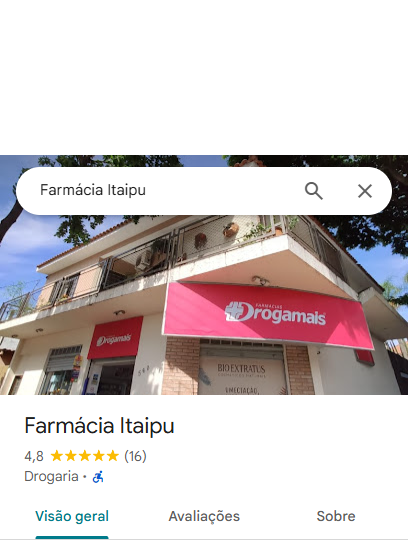 Farmácia Itaipu
FARMÁCIAS
Drogamais
Drogamais
BIO EXTRATUS
UMECTAÇÃO,
Farmácia Itaipu
4,8 (16)
Drogaria ·
Visão geral Avaliações Sobre